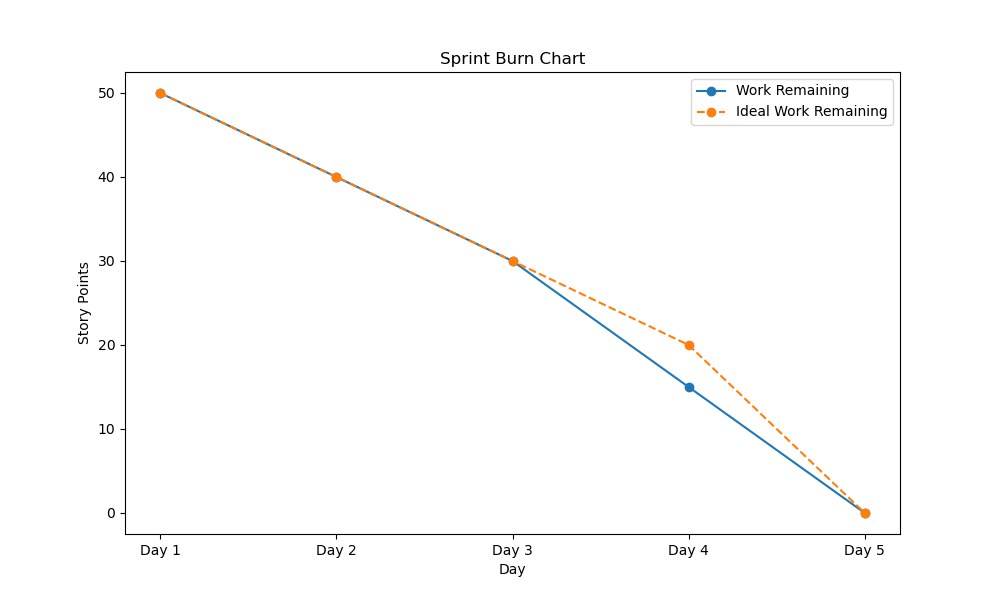 Sprint Burn Chart
Work Remaining
Ideal Work Remaining
50
40
30
20
10
0
Story Points
Day 1
Day 2
Day 3
Day 4
Day 5
Day